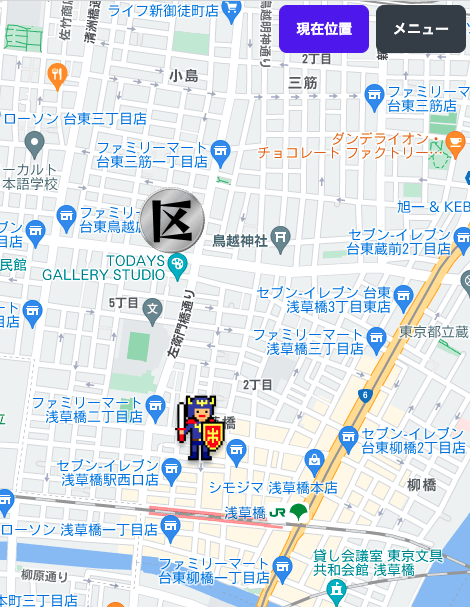 ライフ新御徒町店
佐竹商店
清洲橋通り
鳥越明神通り
現在位置
メニュー
2丁目
小島
三筋
ファミリーマ
台東三筋店
ローソン 台東三丁目店
ファミリーマート
台東三筋一丁目店
ダンデライオン・
チョコレート ファクトリー…
ーカルト
本語学校
旭一 & KEB
ファミリ
台東鳥越店
区
鳥越神社
セブン-イレブン
台東蔵前2丁目店
民館
TODAYS
GALLERY STUDIO
5丁目
文
左衛門橋通り
セブン-イレブン 台東
浅草橋3丁目東店
ファミリーマート
浅草橋三丁目店
東京都立蔵
2丁目
6
ファミリーマート
浅草橋二丁目店
橋
セブン-イレブン
台東柳橋2丁目店
セブン-イレブン
浅草橋駅西口店
シモジマ 浅草橋本店
柳橋
浅草橋 JR
ローソン 浅草橋一丁目店
ファミリーマート
台東柳橋一丁目店
貸し会議室 東京文具
共和会館 浅草橋
柳原通り
本町三丁目店